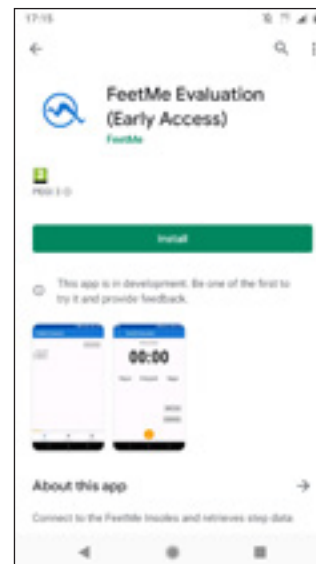 17:15
FeetMe Evaluation
(Early Access)
FeetMe
PEGI 3
Install
This app is in development. Be one of the first to
try it and provide feedback.
00:00
About this app
Connect to the FeetMe Insoles and retrieves step data